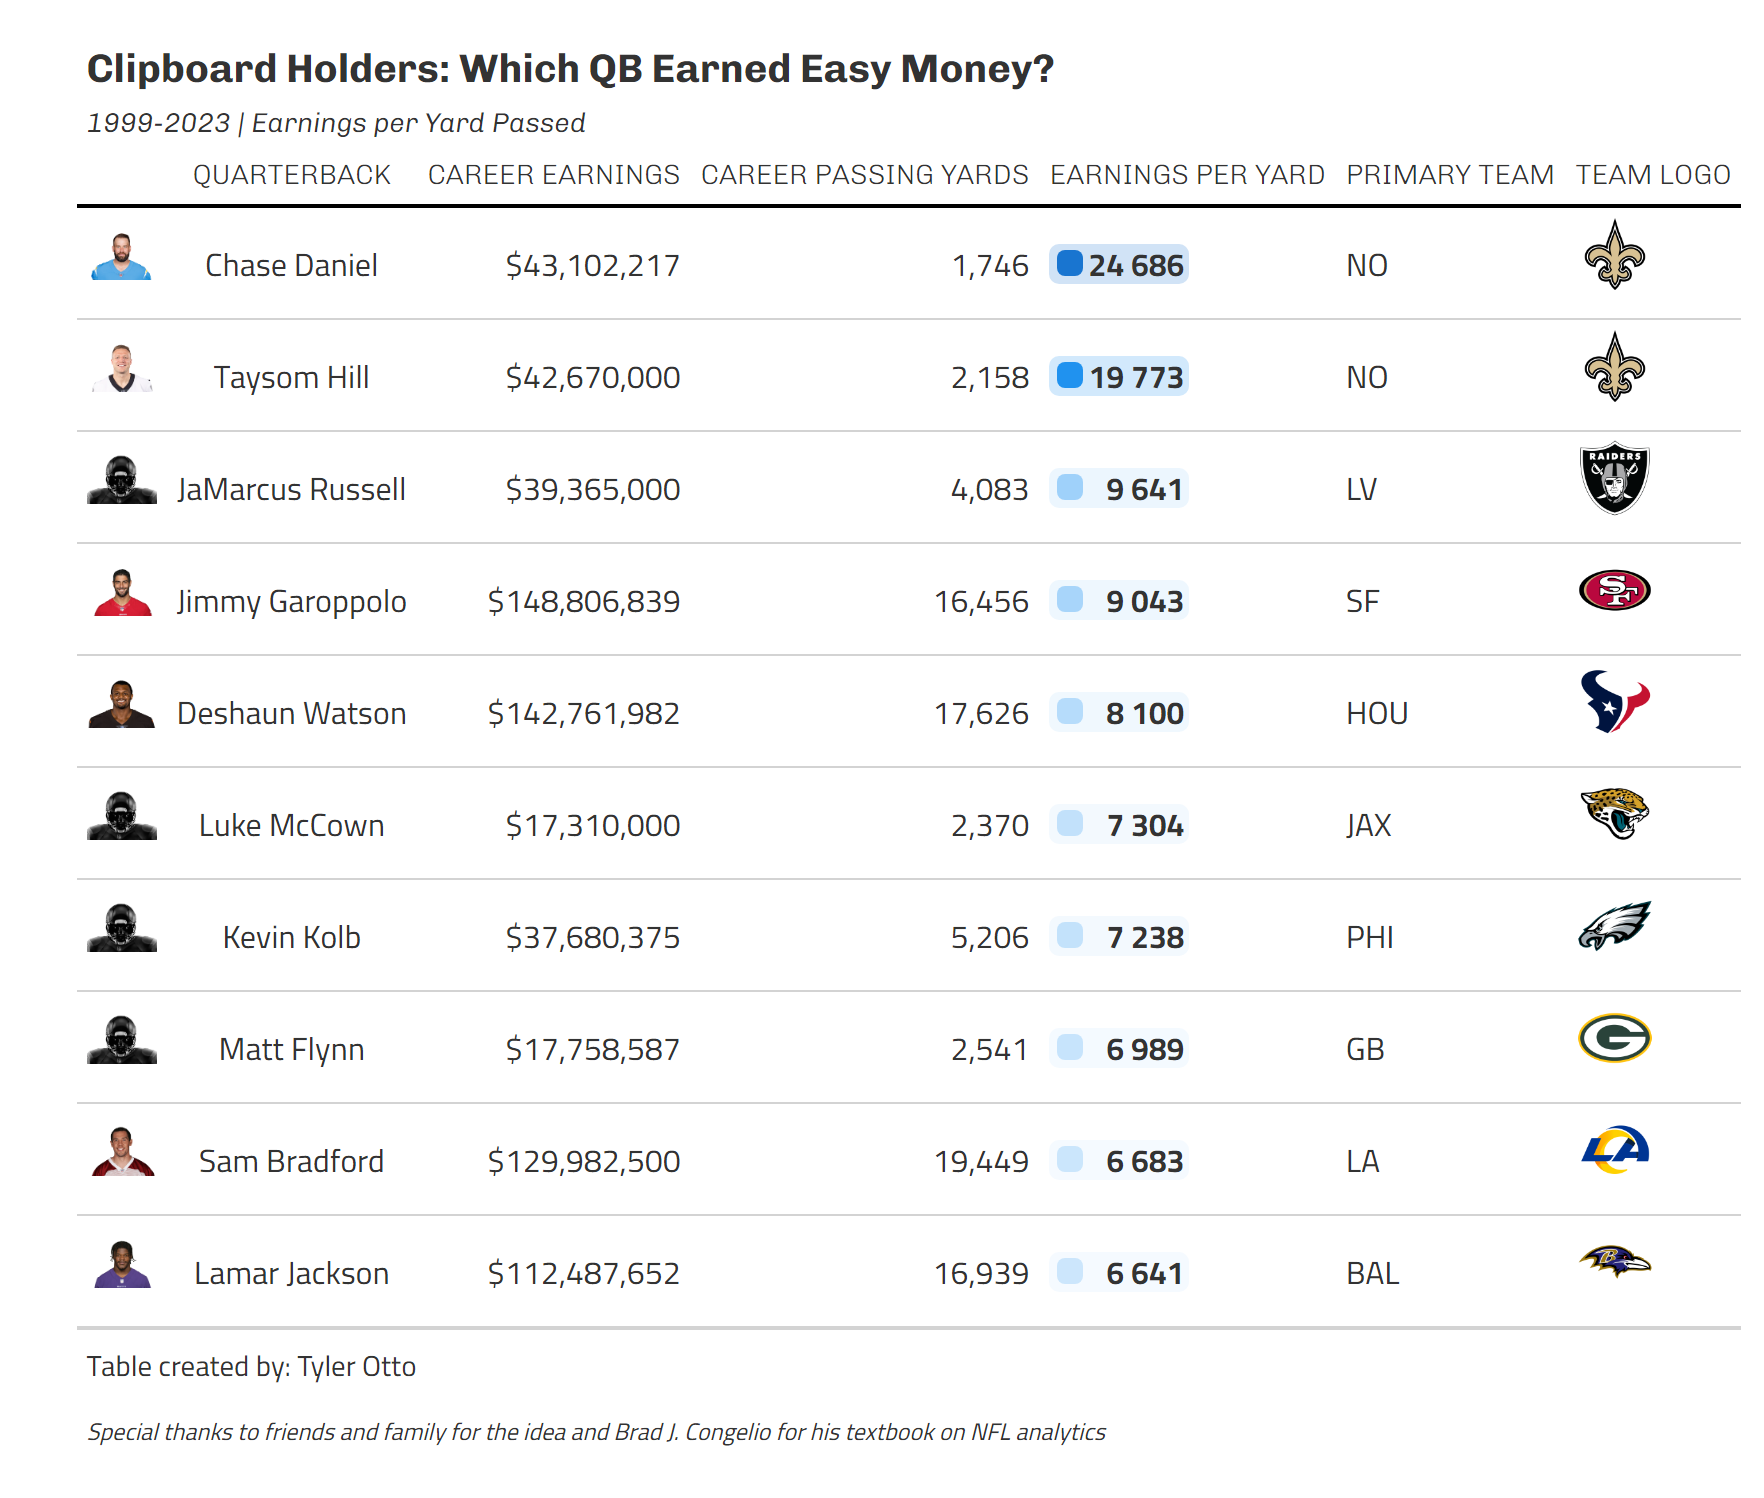 Clipboard Holders: Which QB Earned Easy Money?
1999-2023 | Earnings per Yard Passed
QUARTERBACK CAREER EARNINGS CAREER PASSING YARDS EARNINGS PER YARD PRIMARY TEAM TEAM LOGO
Chase Daniel $43,102,217 1,746 24 686 NO
Taysom Hill $42,670,000 2,158 19 773 NO
JaMarcus Russell $39,365,000 4,083 9 641 LV RAIDERS
Jimmy Garoppolo $148,806,839 16,456 9 043 SF SF
Deshaun Watson $142,761,982 17,626 8 100 HOU
Luke McCown $17,310,000 2,370 7 304 JAX
Kevin Kolb $37,680,375 5,206 7 238 PHI
Matt Flynn $17,758,587 2,541 6 989 GB G
Sam Bradford $129,982,500 19,449 6 683 LA LA
Lamar Jackson $112,487,652 16,939 6 641 BAL B
Table created by: Tyler Otto
Special thanks to friends and family for the idea and Brad J. Congelio for his textbook on NFL analytics